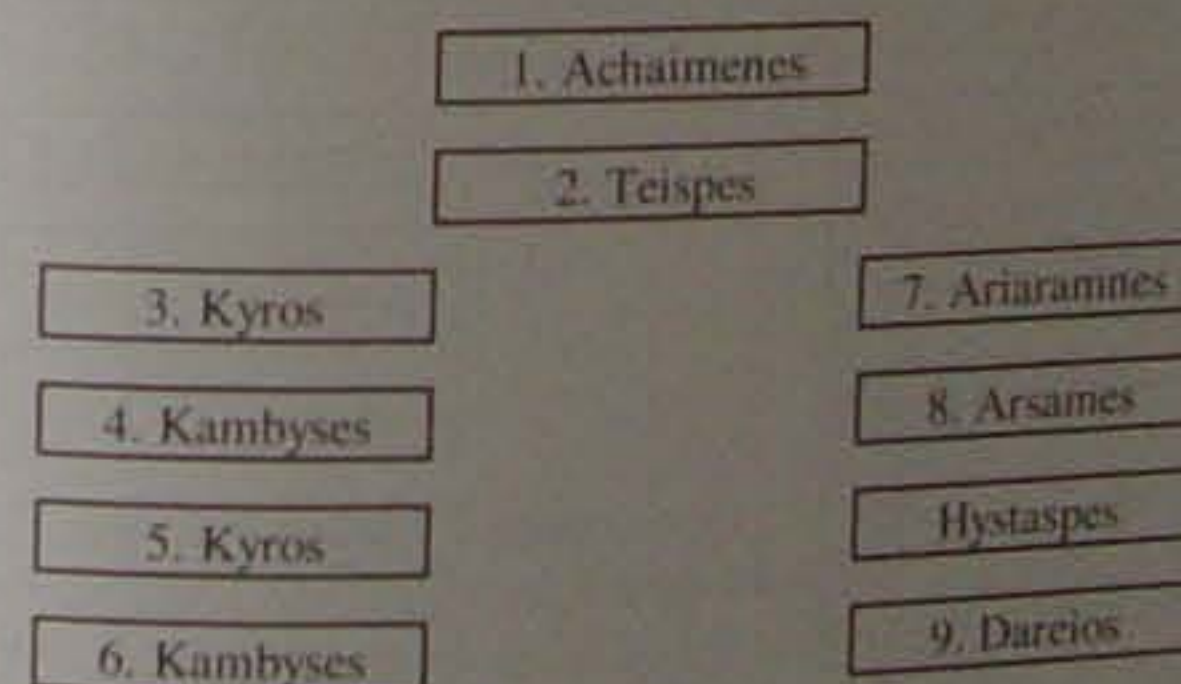 1. Achaimenes
2. Teispes
3. Kyros
7. Ariaramnes
4. Kambyses
8. Arsames
5. Kyros
Hystaspes
6. Kambyses
9. Dareios